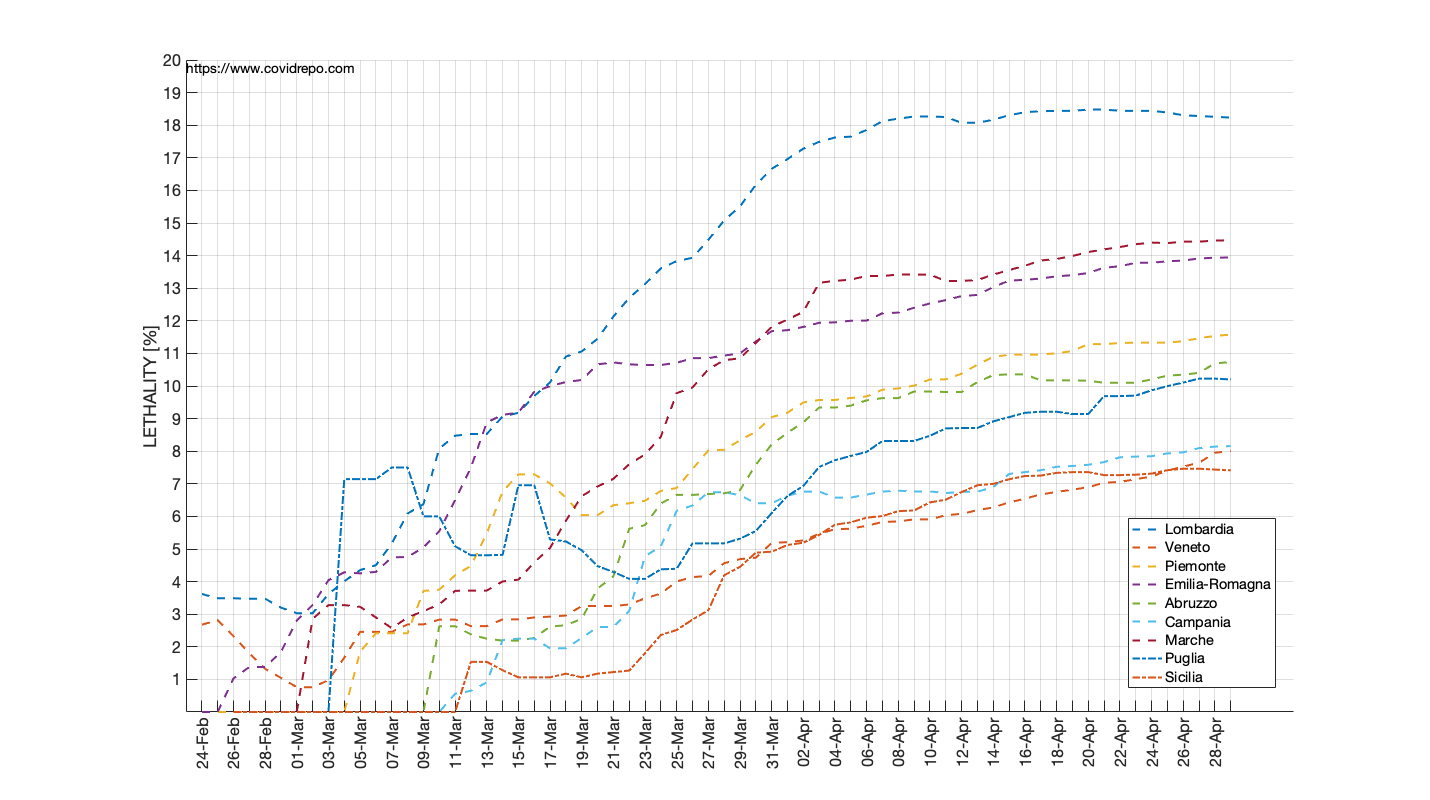 https://www.covidrepo.com
20
19
18
17
16
15
14
13
12
11
10
9
8
7
6
5
4
3
2
1
LETHALITY [%]
24-Feb
26-Feb
28-Feb
01-Mar
03-Mar
05-Mar
07-Mar
09-Mar
11-Mar
13-Mar
15-Mar
17-Mar
19-Mar
21-Mar
23-Mar
25-Mar
27-Mar
29-Mar
31-Mar
02-Apr
04-Apr
06-Apr
08-Apr
10-Apr
12-Apr
14-Apr
16-Apr
18-Apr
20-Apr
22-Apr
24-Apr
26-Apr
28-Apr
Lombardia
Veneto
Piemonte
Emilia-Romagna
Abruzzo
Campania
Marche
Puglia
Sicilia